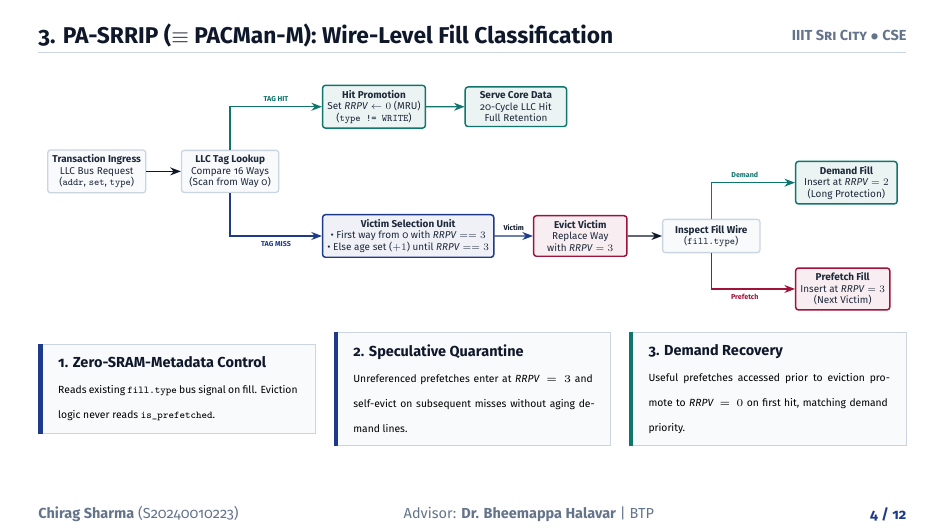 3. PA-SRRIP (≡ PACMan-M): Wire-Level Fill Classification
IIIT Sri City • CSE
TAG HIT
Hit Promotion
Set RRPV ← 0 (MRU)
(type != WRITE)
Serve Core Data
20-Cycle LLC Hit
Full Retention
Transaction Ingress
LLC Bus Request
(addr, set, type)
LLC Tag Lookup
Compare 16 Ways
(Scan from Way 0)
TAG MISS
Victim Selection Unit
• First way from 0 with RRPV == 3
• Else age set (+1) until RRPV == 3
Victim
Evict Victim
Replace Way
with RRPV = 3
Inspect Fill Wire
(fill.type)
Demand
Demand Fill
Insert at RRPV = 2
(Long Protection)
Prefetch
Prefetch Fill
Insert at RRPV = 3
(Next Victim)
1. Zero-SRAM-Metadata Control
Reads existing fill.type bus signal on fill. Eviction
logic never reads is_prefetched.
2. Speculative Quarantine
Unreferenced prefetches enter at RRPV = 3 and
self-evict on subsequent misses without aging de-
mand lines.
3. Demand Recovery
Useful prefetches accessed prior to eviction pro-
mote to RRPV = 0 on first hit, matching demand
priority.
Chirag Sharma (S20240010223)
Advisor: Dr. Bheemappa Halavar | BTP
4 / 12